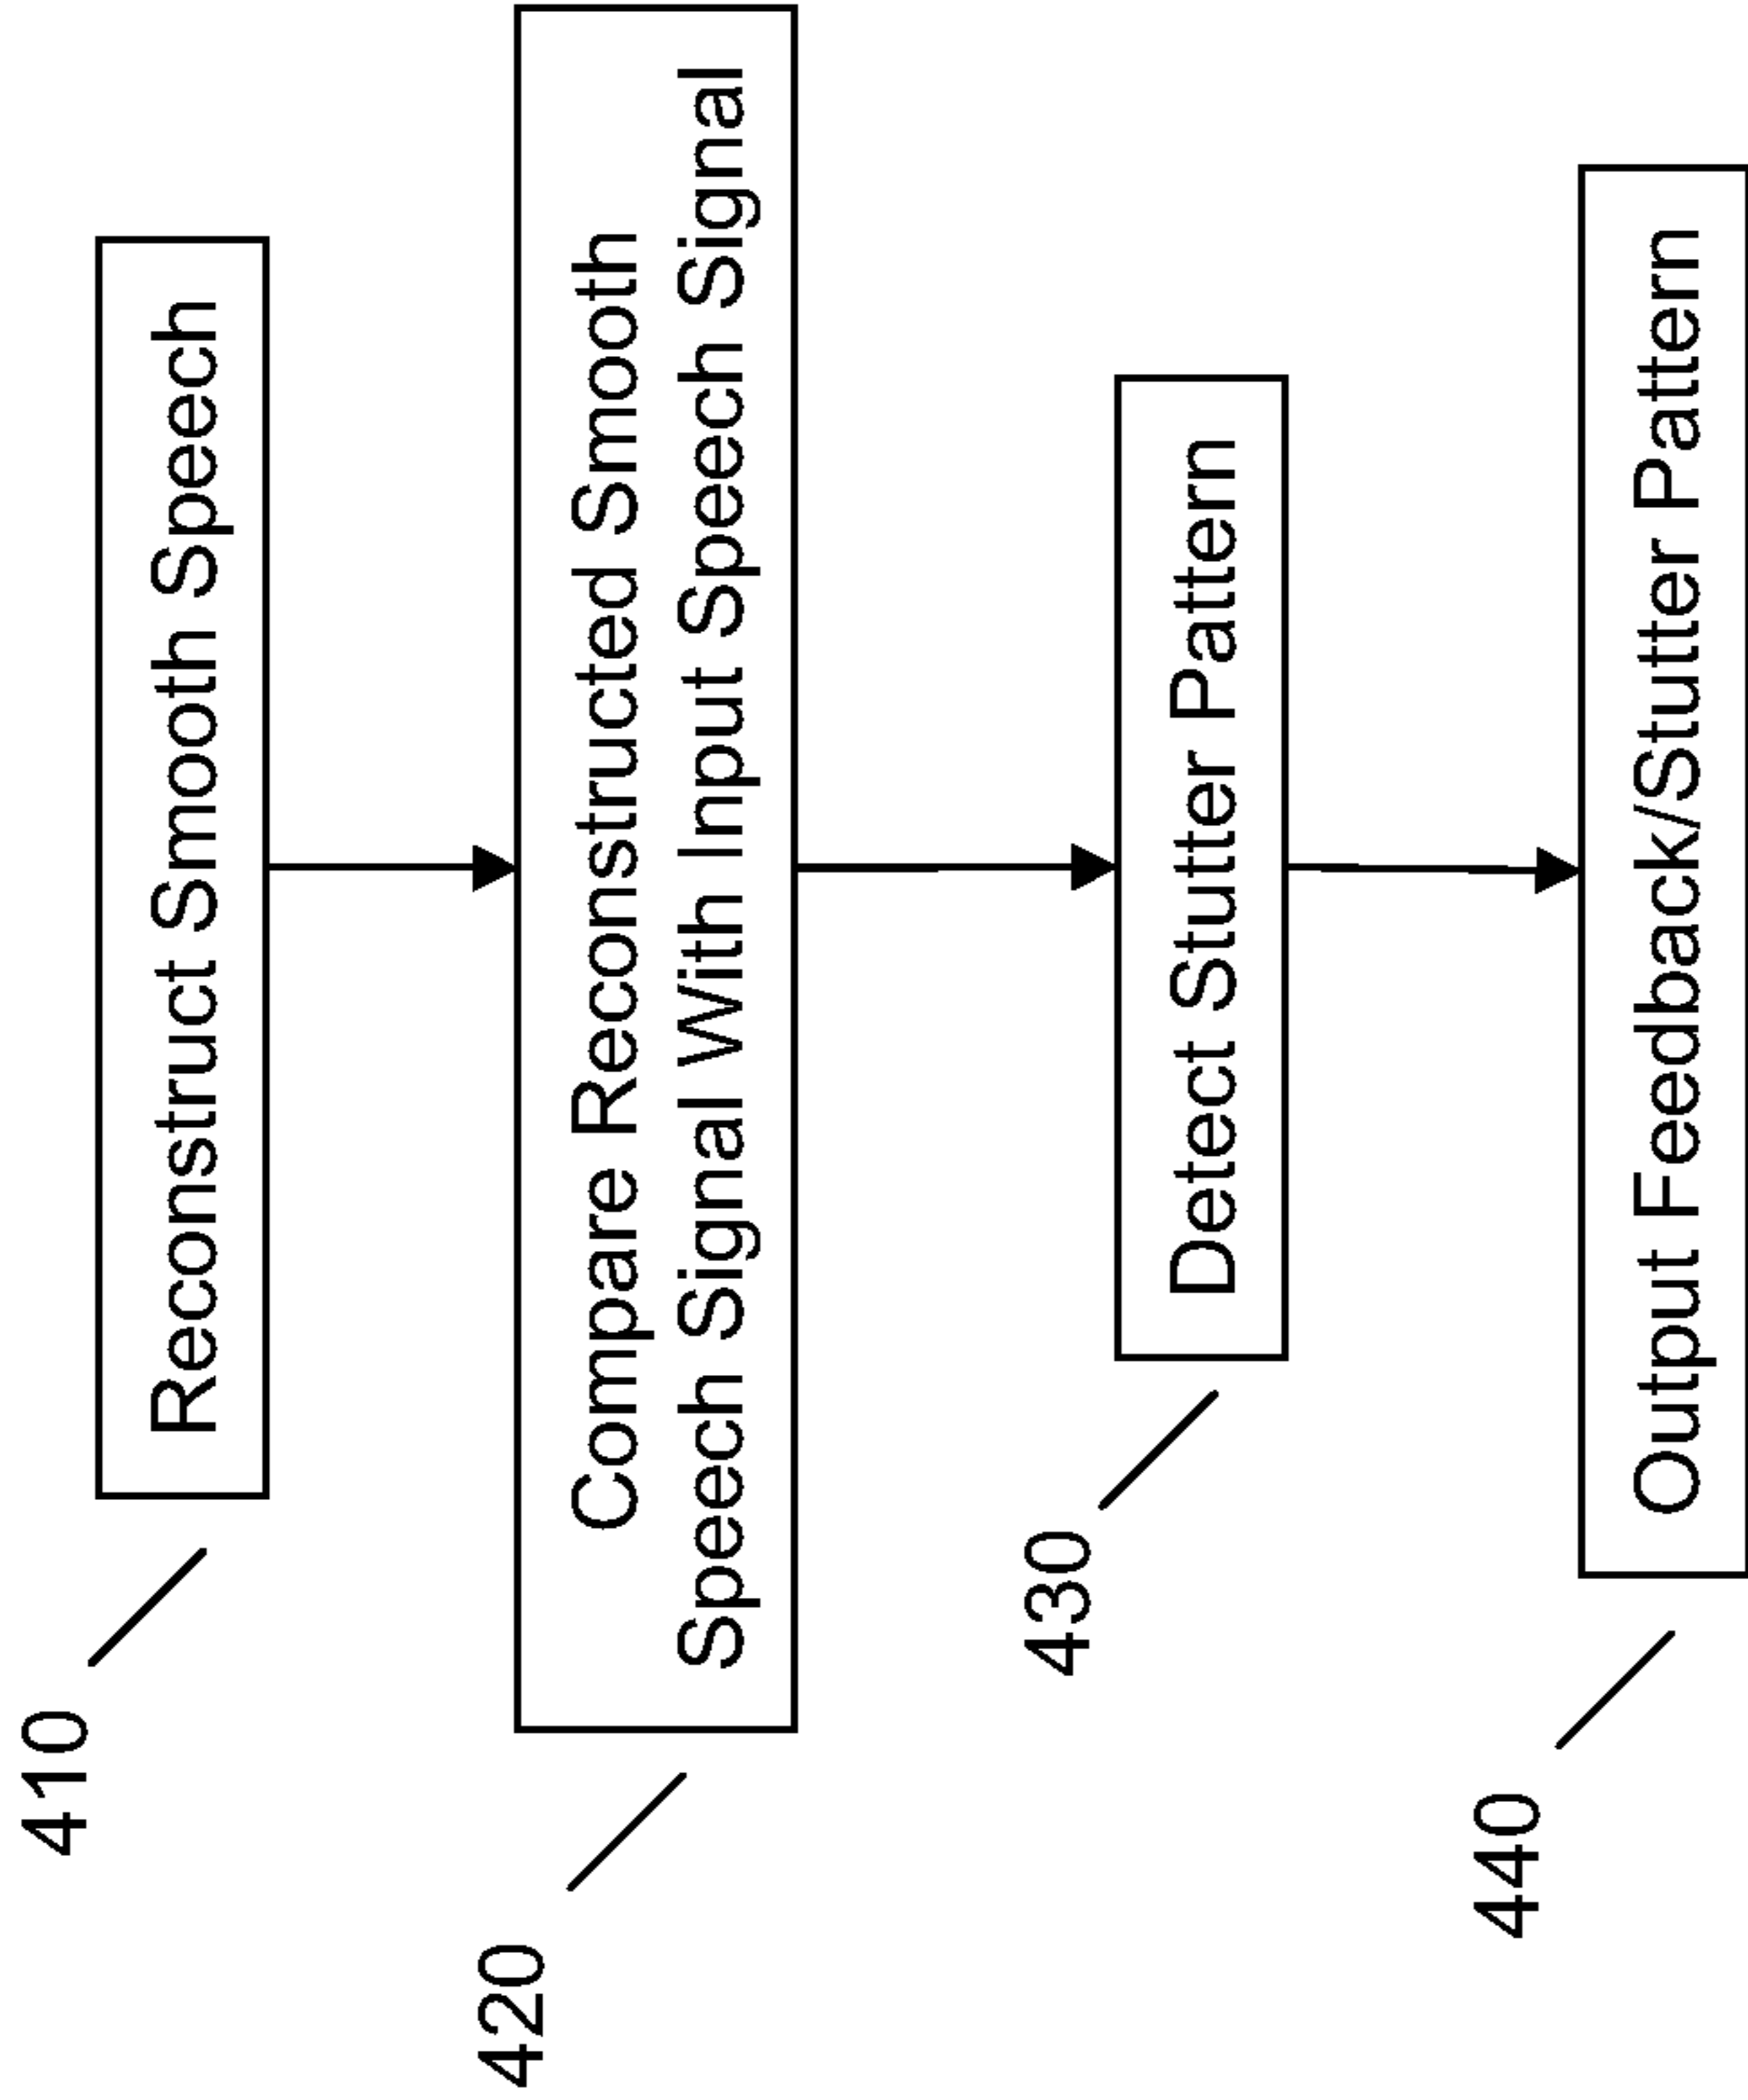 410
Reconstruct Smooth Speech
420
Compare Reconstructed Smooth
Speech Signal With Input Speech Signal
430
Detect Stutter Pattern
440
Output Feedback/Stutter Pattern